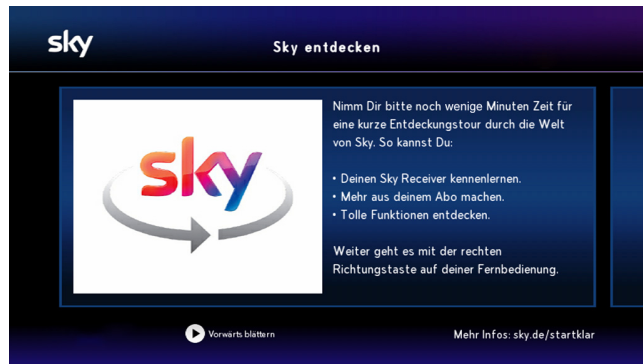 sky
Sky entdecken
sky
Nimm Dir bitte noch wenige Minuten Zeit für
eine kurze Entdeckungstour durch die Welt
von Sky. So kannst Du:
• Deinen Sky Receiver kennenlernen.
• Mehr aus deinem Abo machen.
• Tolle Funktionen entdecken.
Weiter geht es mit der rechten
Richtungstaste auf deiner Fernbedienung.
Vorwärts blättern
Mehr Infos: sky.de/startklar